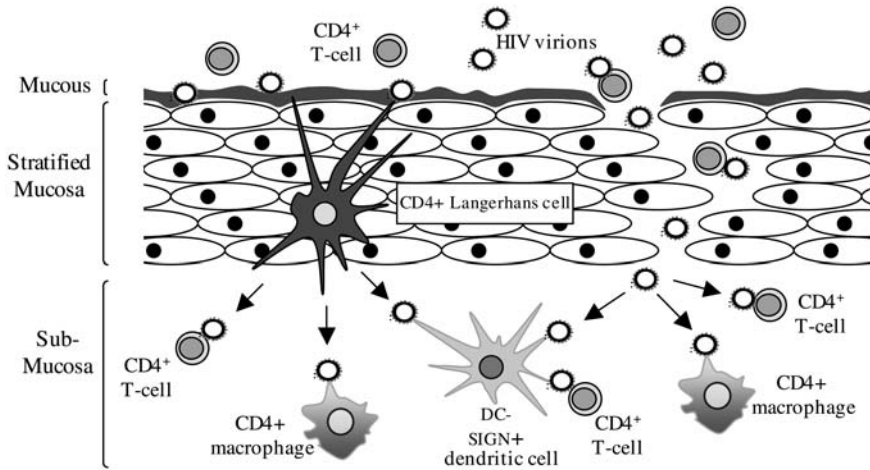 CD4+
T-cell
HIV virions
Mucous
Stratified
Mucosa
CD4+ Langerhans cell
Sub-
Mucosa
CD4+
T-cell
CD4+
macrophage
DC-
SIGN+
dendritic cell
CD4+
T-cell
CD4+
macrophage
CD4+
T-cell